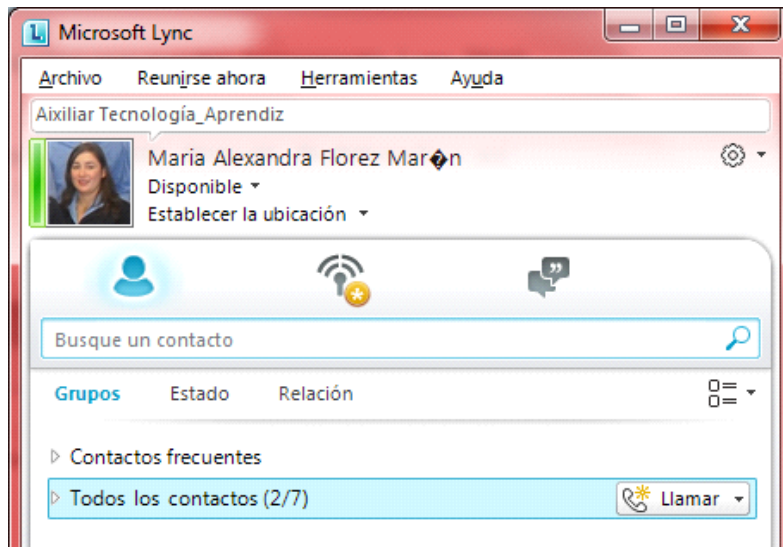 Microsoft Lync
Archivo Reunirse ahora Herramientas Ayuda
Aixiliar Tecnología_Aprendiz
Maria Alexandra Florez Mar�n
Disponible
Establecer la ubicación
Busque un contacto
Grupos Estado Relación
Contactos frecuentes
Todos los contactos (2/7) Llamar